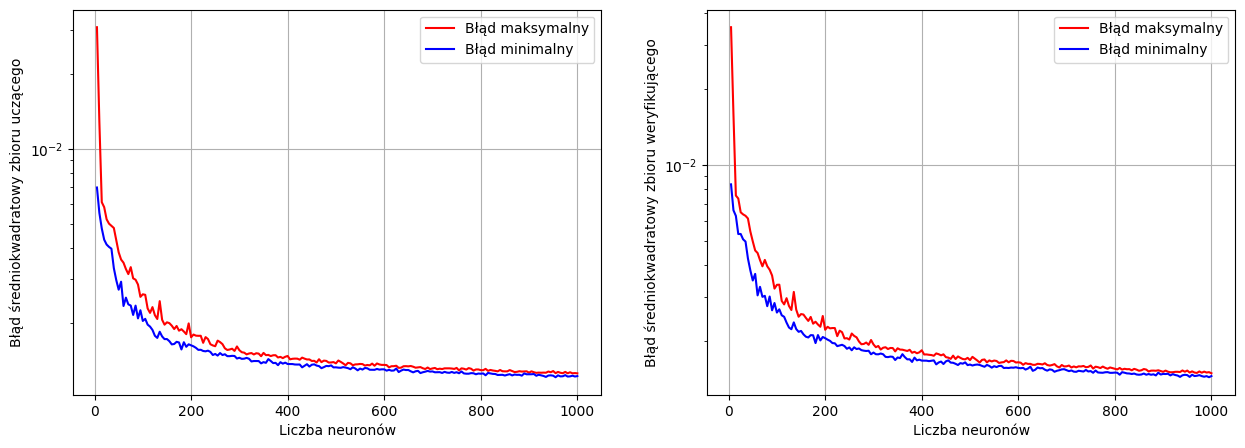 Błąd średniokwadratowy zbioru uczącego
10⁻²
Błąd maksymalny
Błąd minimalny
0 200 400 600 800 1000
Liczba neuronów
Błąd średniokwadratowy zbioru weryfikującego
10⁻²
Błąd maksymalny
Błąd minimalny
0 200 400 600 800 1000
Liczba neuronów